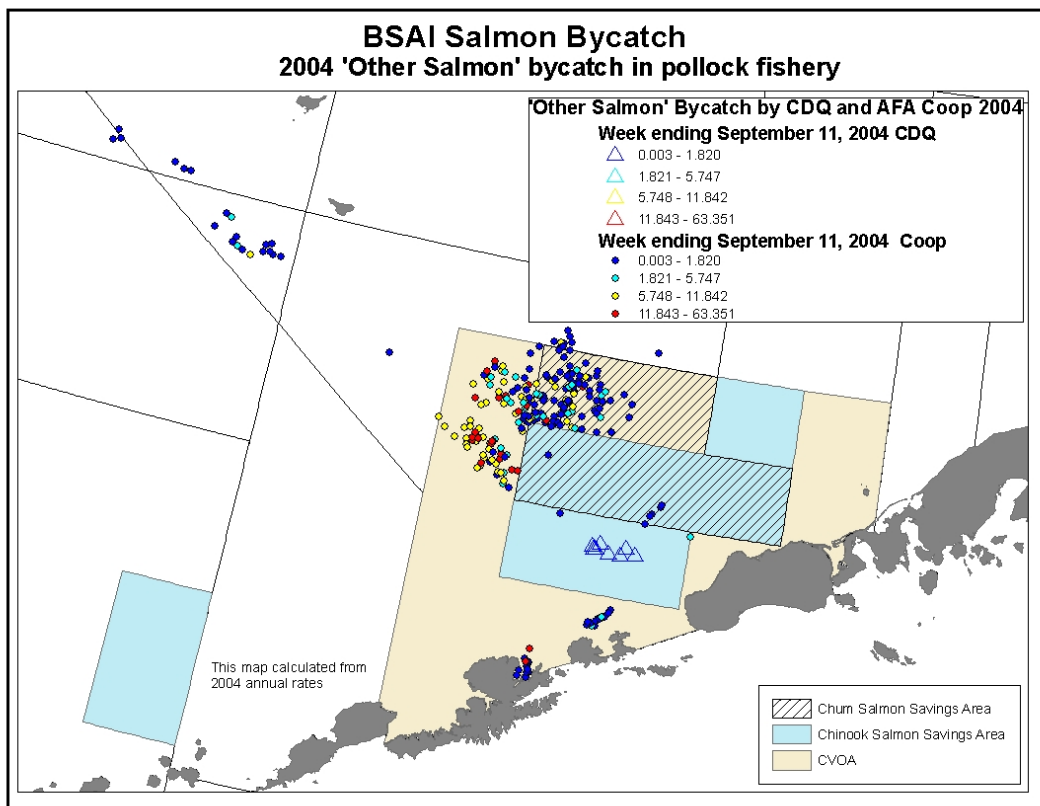 BSAI Salmon Bycatch
2004 'Other Salmon' bycatch in pollock fishery
'Other Salmon' Bycatch by CDQ and AFA Coop 2004
Week ending September 11, 2004 CDQ
0.003 - 1.820
1.821 - 5.747
5.748 - 11.842
11.843 - 63.351
Week ending September 11, 2004 Coop
0.003 - 1.820
1.821 - 5.747
5.748 - 11.842
11.843 - 63.351
This map calculated from
2004 annual rates
Chum Salmon Savings Area
Chinook Salmon Savings Area
CVOA